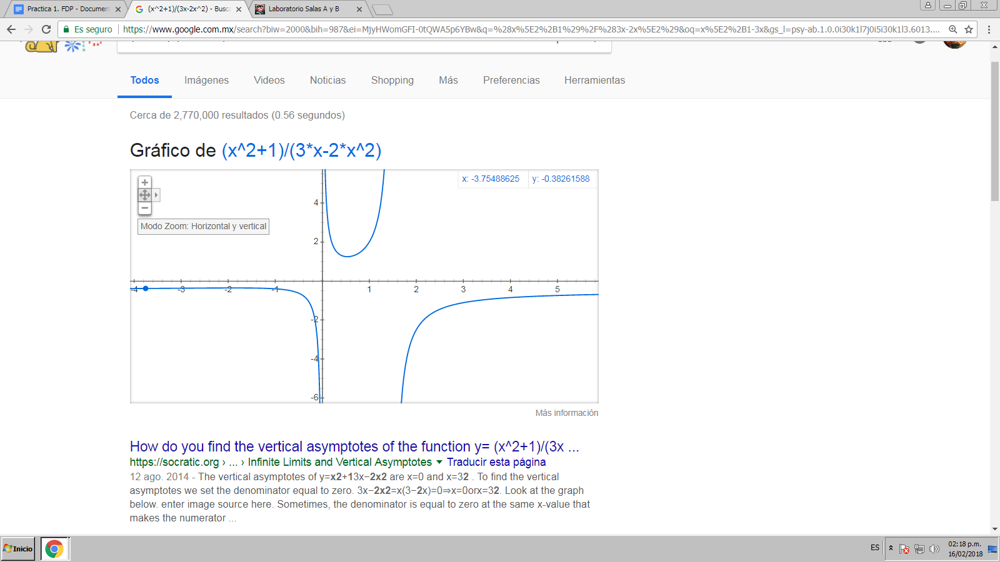 Practica 1. FDP - Document
(x^2+1)/(3x-2x^2) - Busc
Laboratorio Salas A y B
Es seguro
https://www.google.com.mx/search?biw=2000&bih=987&ei=MjyHWomGFI-0tQWA5p6YBw&q=%28x%5E2%2B1%29%2F%283x-2x%5E2%29&oq=x%5E2%2B1-3x&gs_l=psy-ab.1.0.0i30k1l7j0i5i30k1l3.6013....
Todos Imágenes Videos Noticias Shopping Más Preferencias Herramientas
Cerca de 2,770,000 resultados (0.56 segundos)
Gráfico de (x^2+1)/(3*x-2*x^2)
x: -3.75488625 y: -0.38261588
Modo Zoom: Horizontal y vertical
4
2
-4 -3 -2 -1 1 2 3 4 5
-2
-4
-6
Más información
How do you find the vertical asymptotes of the function y= (x^2+1)/(3x ...
https://socratic.org › ... › Infinite Limits and Vertical Asymptotes Traducir esta página
12 ago. 2014 - The vertical asymptotes of y=x2+13x−2x2 are x=0 and x=32 . To find the vertical
asymptotes we set the denominator equal to zero. 3x−2x2=x(3−2x)=0⇒x=0orx=32. Look at the graph
below. enter image source here. Sometimes, the denominator is equal to zero at the same x-value that
makes the numerator ...
Inicio
ES
02:18 p.m.
16/02/2018